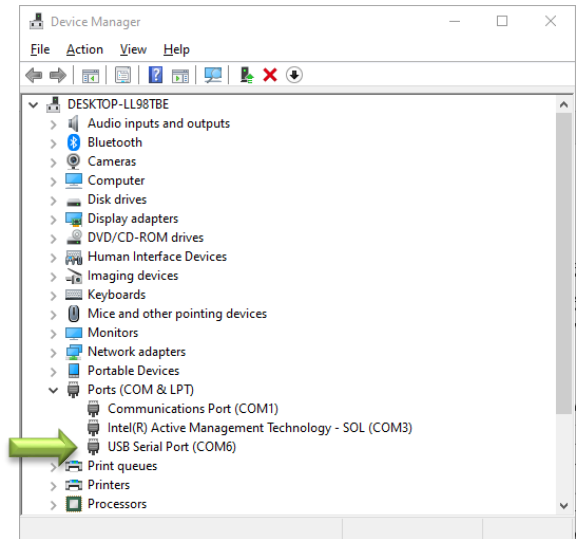 Device Manager
File Action View Help
DESKTOP-LL98TBE
Audio inputs and outputs
Bluetooth
Cameras
Computer
Disk drives
Display adapters
DVD/CD-ROM drives
Human Interface Devices
Imaging devices
Keyboards
Mice and other pointing devices
Monitors
Network adapters
Portable Devices
Ports (COM & LPT)
Communications Port (COM1)
Intel(R) Active Management Technology - SOL (COM3)
USB Serial Port (COM6)
Print queues
Printers
Processors